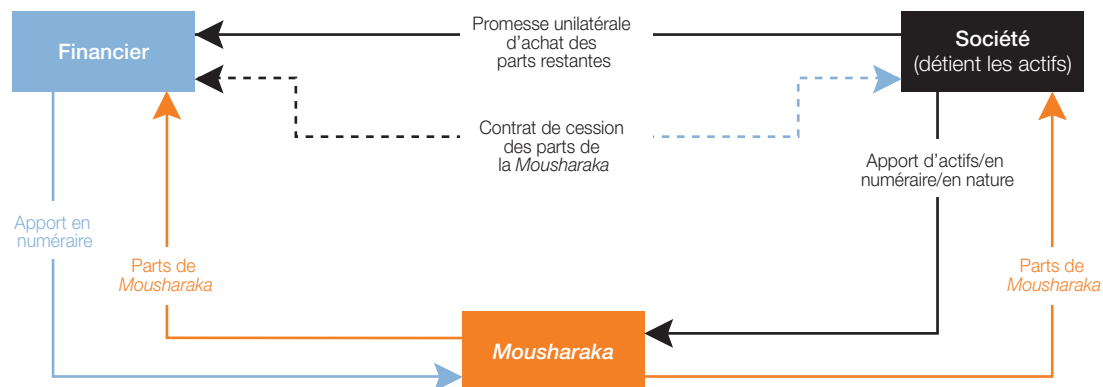 Promesse unilatérale
d'achat des
parts restantes
Financier
Société
(détient les actifs)
Contrat de cession
des parts de
la Mousharaka
Apport d'actifs/en
numéraire/en nature
Apport en
numéraire
Parts de
Mousharaka
Parts de
Mousharaka
Mousharaka